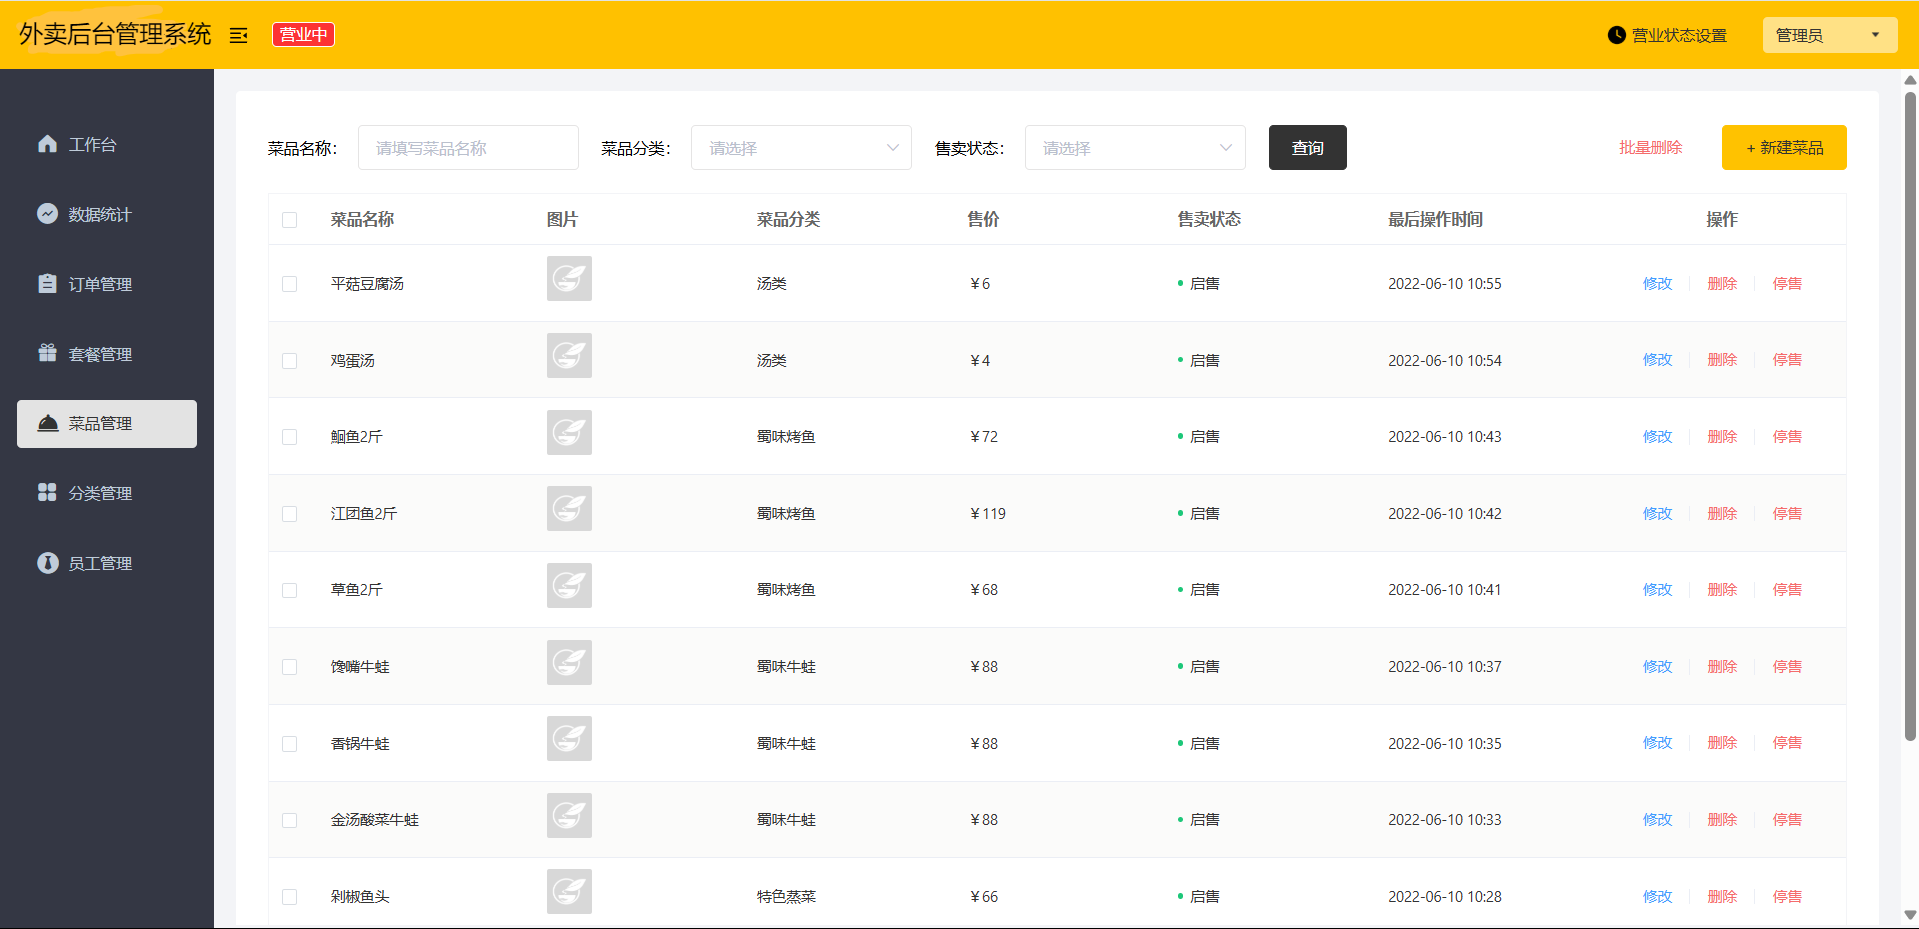 外卖后台管理系统 营业中 营业状态设置 管理员
工作台
数据统计
订单管理
套餐管理
菜品管理
分类管理
员工管理
菜品名称： 请填写菜品名称 菜品分类： 请选择 售卖状态： 请选择 查询 批量删除 + 新建菜品
菜品名称 图片 菜品分类 售价 售卖状态 最后操作时间 操作
平菇豆腐汤 汤类 ￥6 启售 2022-06-10 10:55 修改 删除 停售
鸡蛋汤 汤类 ￥4 启售 2022-06-10 10:54 修改 删除 停售
鮰鱼2斤 蜀味烤鱼 ￥72 启售 2022-06-10 10:43 修改 删除 停售
江团鱼2斤 蜀味烤鱼 ￥119 启售 2022-06-10 10:42 修改 删除 停售
草鱼2斤 蜀味烤鱼 ￥68 启售 2022-06-10 10:41 修改 删除 停售
馋嘴牛蛙 蜀味牛蛙 ￥88 启售 2022-06-10 10:37 修改 删除 停售
香锅牛蛙 蜀味牛蛙 ￥88 启售 2022-06-10 10:35 修改 删除 停售
金汤酸菜牛蛙 蜀味牛蛙 ￥88 启售 2022-06-10 10:33 修改 删除 停售
剁椒鱼头 特色蒸菜 ￥66 启售 2022-06-10 10:28 修改 删除 停售